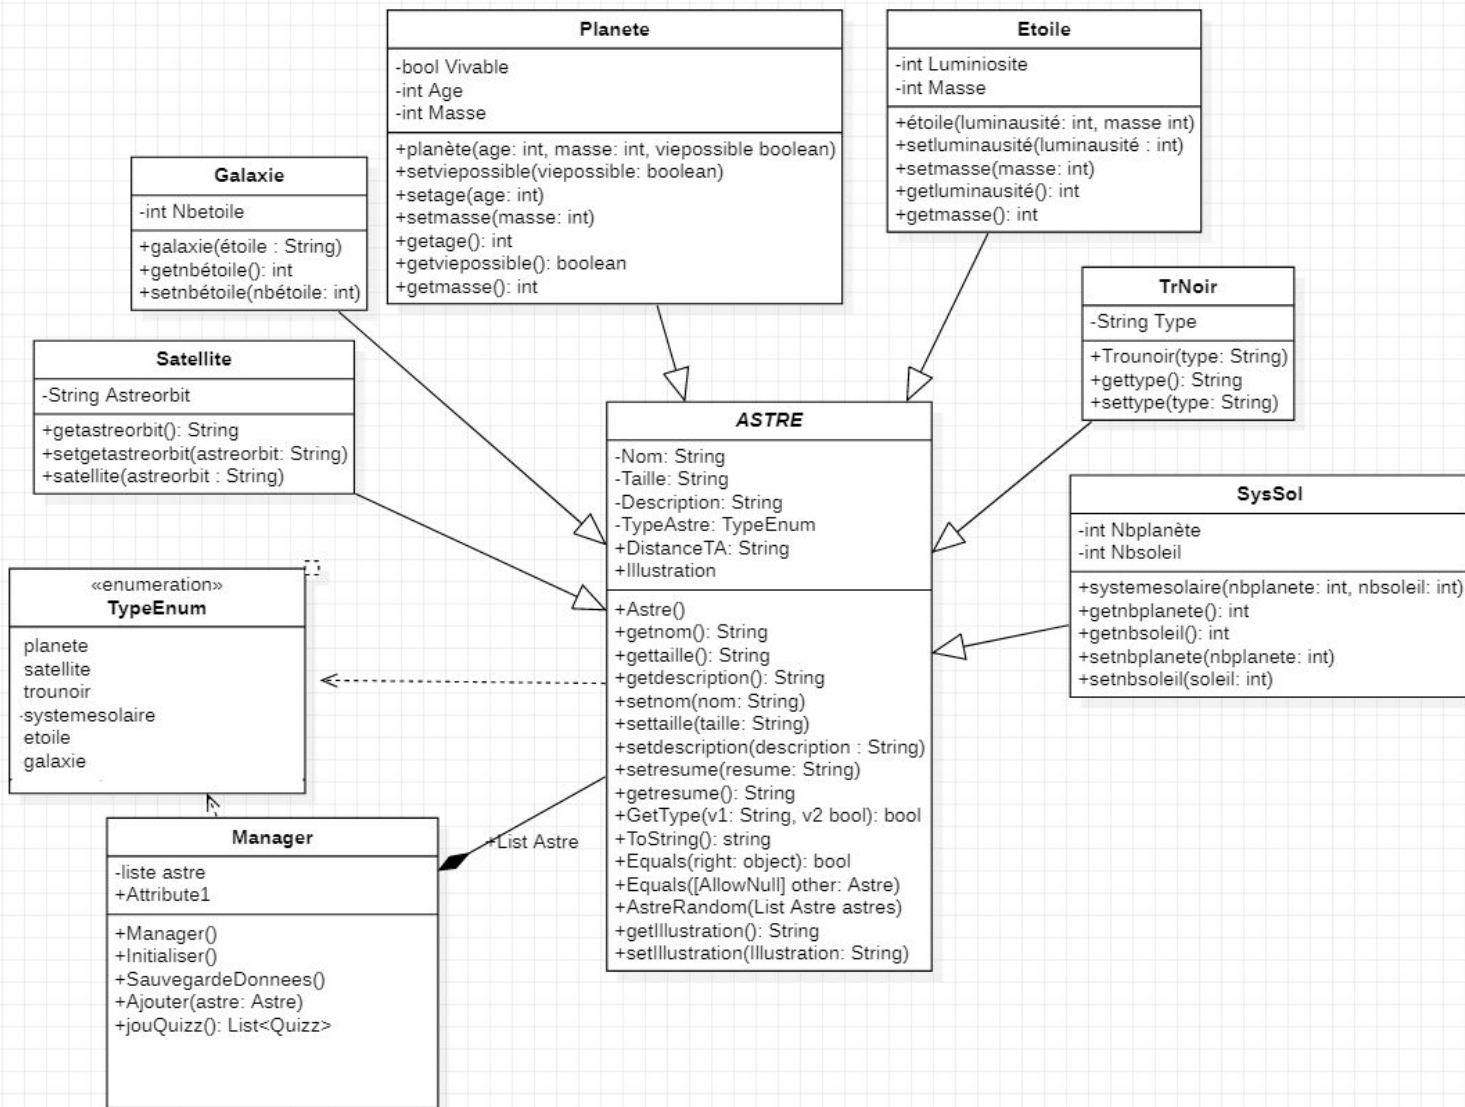 Planete
-bool Vivable
-int Age
-int Masse
+planète(age: int, masse: int, viepossible boolean)
+setviepossible(viepossible: boolean)
+setage(age: int)
+setmasse(masse: int)
+getage(): int
+getviepossible(): boolean
+getmasse(): int
Etoile
-int Luminiosite
-int Masse
+étoile(luminausité: int, masse int)
+setluminausité(luminausité : int)
+setmasse(masse: int)
+getluminausité(): int
+getmasse(): int
Galaxie
-int Nbetoile
+galaxie(étoile : String)
+getnbétoile(): int
+setnbétoile(nbétoile: int)
TrNoir
-String Type
+Trounoir(type: String)
+gettype(): String
+settype(type: String)
Satellite
-String Astreorbit
+getastreorbit(): String
+setgetastreorbit(astreorbit: String)
+satellite(astreorbit : String)
ASTRE
-Nom: String
-Taille: String
-Description: String
-TypeAstre: TypeEnum
+DistanceTA: String
+Illustration
+Astre()
+getnom(): String
+gettaille(): String
+getdescription(): String
+setnom(nom: String)
+settaille(taille: String)
+setdescription(description : String)
+setresume(resume: String)
+getresume(): String
+GetType(v1: String, v2 bool): bool
+ToString(): string
+Equals(right: object): bool
+Equals([AllowNull] other: Astre)
+AstreRandom(List Astre astres)
+getIllustration(): String
+setIllustration(Illustration: String)
SysSol
-int Nbplanète
-int Nbsoleil
+systemesolaire(nbplanete: int, nbsoleil: int)
+getnbplanete(): int
+getnbsoleil(): int
+setnbplanete(nbplanete: int)
+setnbsoleil(soleil: int)
«enumeration»
TypeEnum
planete
satellite
trounoir
-systemesolaire
etoile
galaxie
+List Astre
Manager
-liste astre
+Attribute1
+Manager()
+Initialiser()
+SauvegardeDonnees()
+Ajouter(astre: Astre)
+jouQuizz(): List<Quizz>